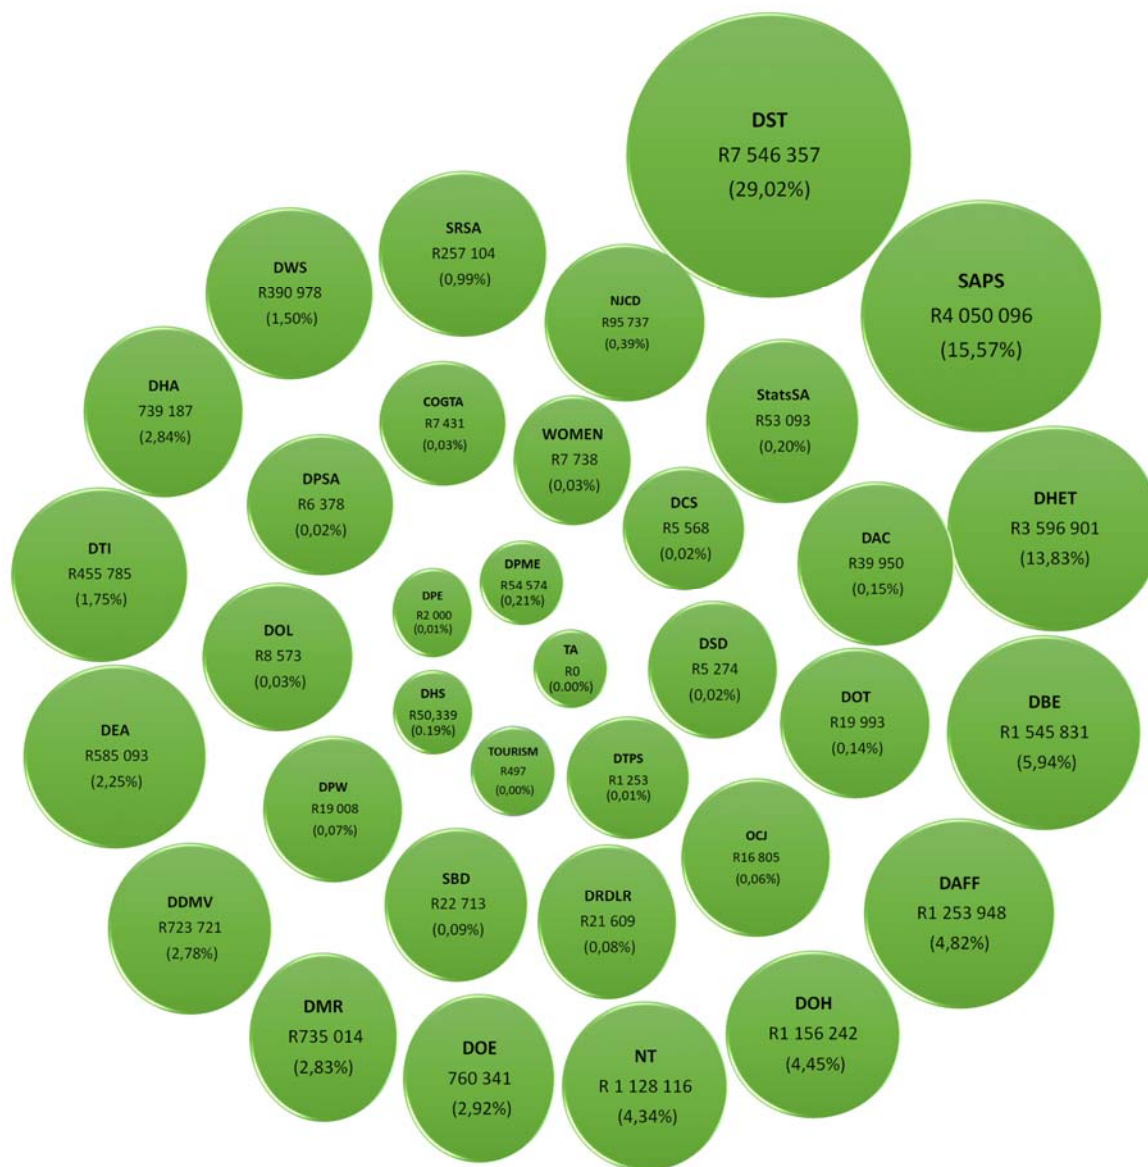 DST
R7 546 357
(29,02%)
SAPS
R4 050 096
(15,57%)
DHET
R3 596 901
(13,83%)
DBE
R1 545 831
(5,94%)
DAFF
R1 253 948
(4,82%)
DOH
R1 156 242
(4,45%)
NT
R 1 128 116
(4,34%)
DOE
760 341
(2,92%)
DMR
R735 014
(2,83%)
DDMV
R723 721
(2,78%)
DEA
R585 093
(2,25%)
DTI
R455 785
(1,75%)
DHA
739 187
(2,84%)
DWS
R390 978
(1,50%)
SRSA
R257 104
(0,99%)
NJCD
R95 737
(0,39%)
StatsSA
R53 093
(0,20%)
DAC
R39 950
(0,15%)
DOT
R19 993
(0,14%)
OCJ
R16 805
(0,06%)
DRDLR
R21 609
(0,08%)
SBD
R22 713
(0,09%)
DPW
R19 008
(0,07%)
DOL
R8 573
(0,03%)
DPSA
R6 378
(0,02%)
COGTA
R7 431
(0,03%)
WOMEN
R7 738
(0,03%)
DCS
R5 568
(0,02%)
DSD
R5 274
(0,02%)
DTPS
R1 253
(0,01%)
TOURISM
R497
(0,00%)
DHS
R50,339
(0.19%)
DPE
R2 000
(0,01%)
DPME
R54 574
(0,21%)
TA
R0
(0.00%)